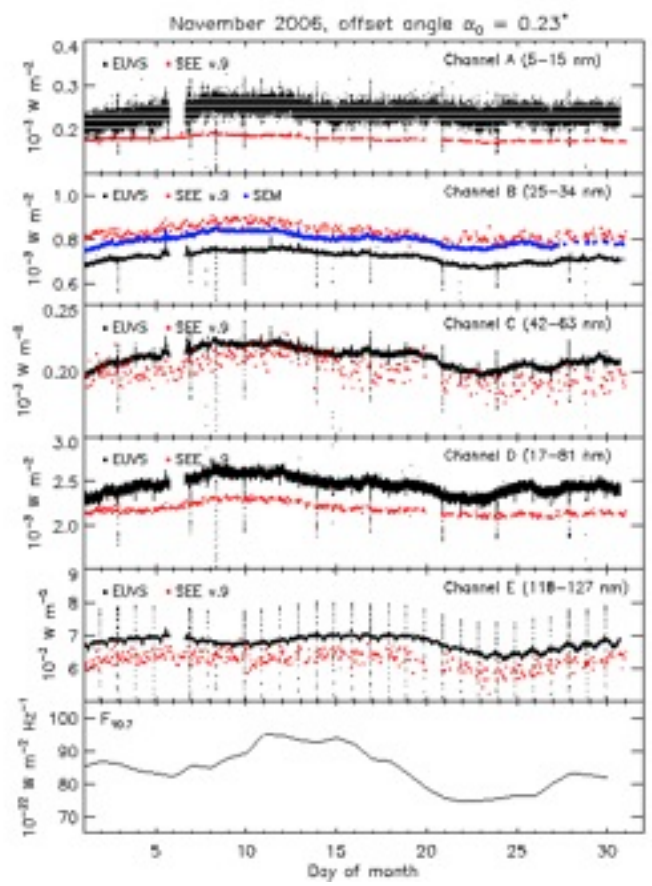 November 2006, offset angle α₀ = 0.23°
EUVS SEE v.9 Channel A (5–15 nm)
0.4
0.3
0.2
10⁻³ W m⁻²
EUVS SEE v.9 SEM Channel B (25–34 nm)
1.0
0.8
0.6
10⁻³ W m⁻²
EUVS SEE v.9 Channel C (42–63 nm)
0.25
0.20
10⁻³ W m⁻²
EUVS SEE v.9 Channel D (17–81 nm)
3.0
2.5
2.0
10⁻³ W m⁻²
EUVS SEE v.9 Channel E (118–127 nm)
9
8
7
6
W m⁻²
F₁₀.₇
100
90
80
70
10⁻²² W m⁻² Hz⁻¹
5 10 15 20 25 30
Day of month